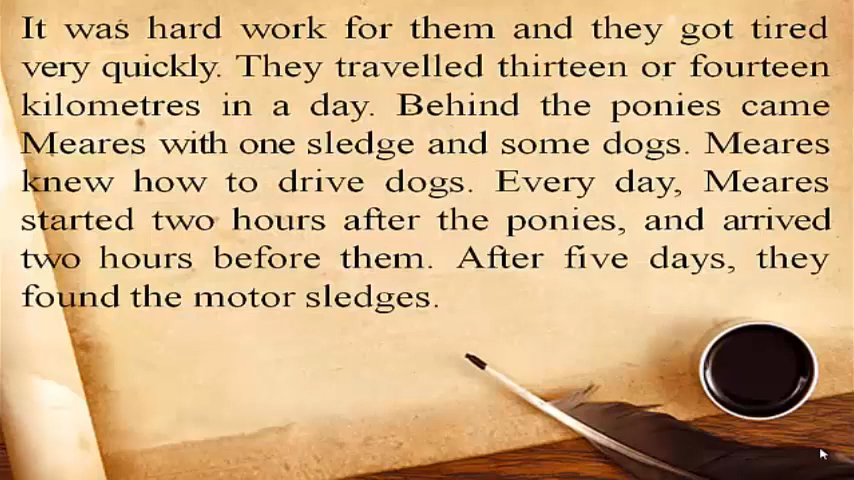 It was hard work for them and they got tired
very quickly. They travelled thirteen or fourteen
kilometres in a day. Behind the ponies came
Meares with one sledge and some dogs. Meares
knew how to drive dogs. Every day, Meares
started two hours after the ponies, and arrived
two hours before them. After five days, they
found the motor sledges.